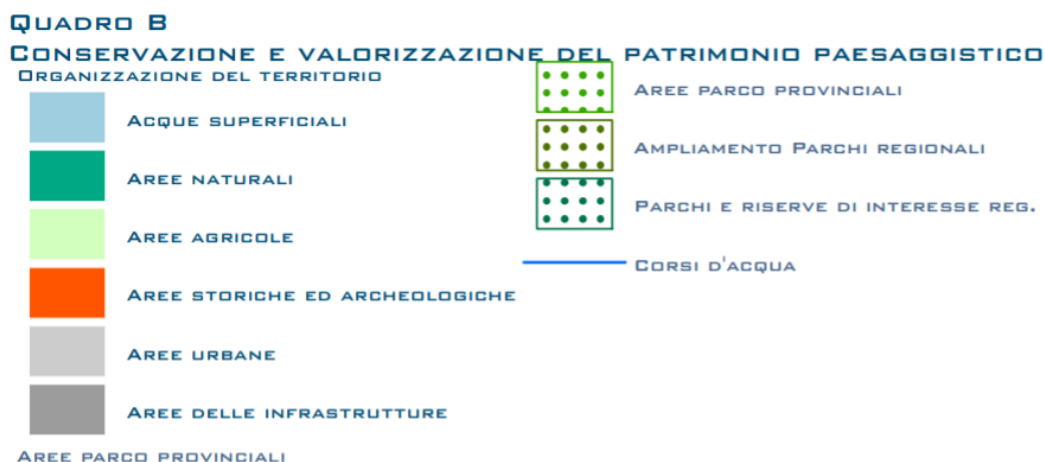 QUADRO B
CONSERVAZIONE E VALORIZZAZIONE DEL PATRIMONIO PAESAGGISTICO
ORGANIZZAZIONE DEL TERRITORIO
ACQUE SUPERFICIALI
AREE NATURALI
AREE AGRICOLE
AREE STORICHE ED ARCHEOLOGICHE
AREE URBANE
AREE DELLE INFRASTRUTTURE
AREE PARCO PROVINCIALI
AREE PARCO PROVINCIALI
AMPLIAMENTO PARCHI REGIONALI
PARCHI E RISERVE DI INTERESSE REG.
CORSI D'ACQUA